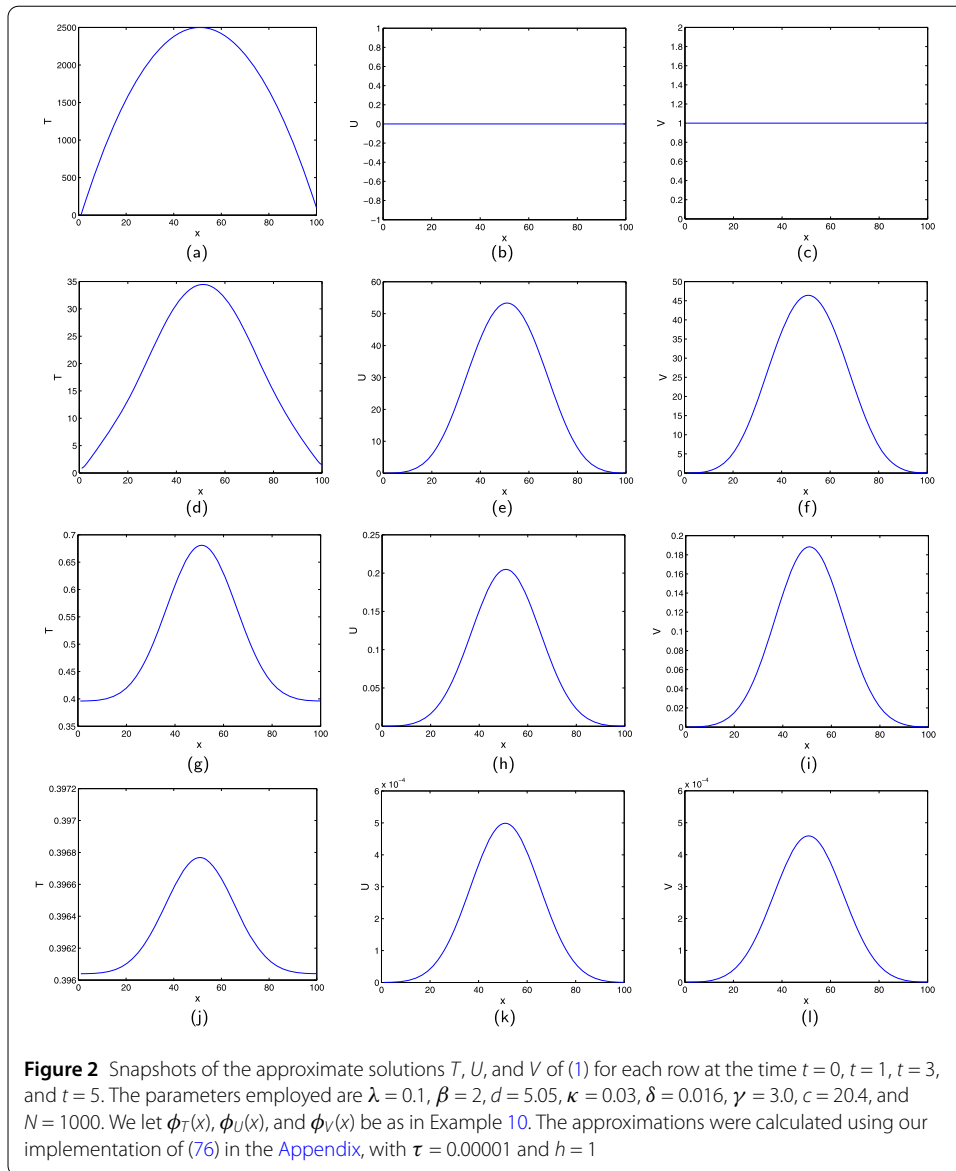 2500
2000
1500
1000
500
0
T
0 20 40 60 80 100
x
(a)
1
0.8
0.6
0.4
0.2
0
−0.2
−0.4
−0.6
−0.8
−1
U
0 20 40 60 80 100
x
(b)
2
1.8
1.6
1.4
1.2
1
0.8
0.6
0.4
0.2
0
V
0 20 40 60 80 100
x
(c)
35
30
25
20
15
10
5
0
T
0 20 40 60 80 100
x
(d)
60
50
40
30
20
10
0
U
0 20 40 60 80 100
x
(e)
50
45
40
35
30
25
20
15
10
5
0
V
0 20 40 60 80 100
x
(f)
0.7
0.65
0.6
0.55
0.5
0.45
0.4
0.35
T
0 20 40 60 80 100
x
(g)
0.25
0.2
0.15
0.1
0.05
0
U
0 20 40 60 80 100
x
(h)
0.2
0.18
0.16
0.14
0.12
0.1
0.08
0.06
0.04
0.02
0
V
0 20 40 60 80 100
x
(i)
0.3972
0.397
0.3968
0.3966
0.3964
0.3962
0.396
T
0 20 40 60 80 100
x
(j)
x 10⁻⁴
6
5
4
3
2
1
0
U
0 20 40 60 80 100
x
(k)
x 10⁻⁴
6
5
4
3
2
1
0
V
0 20 40 60 80 100
x
(l)
Figure 2 Snapshots of the approximate solutions T, U, and V of (1) for each row at the time t = 0, t = 1, t = 3,
and t = 5. The parameters employed are λ = 0.1, β = 2, d = 5.05, κ = 0.03, δ = 0.016, γ = 3.0, c = 20.4, and
N = 1000. We let ϕT(x), ϕU(x), and ϕV(x) be as in Example 10. The approximations were calculated using our
implementation of (76) in the Appendix, with τ = 0.00001 and h = 1